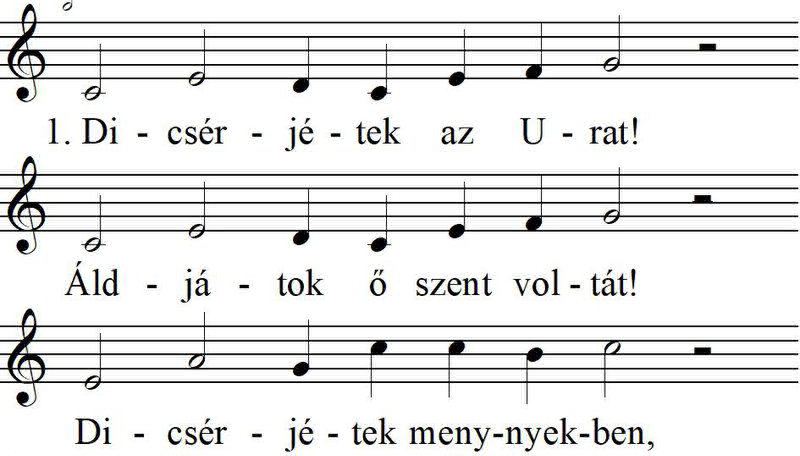 1. Di - csér - jé - tek az U - rat!
Áld - já - tok ő szent vol - tát!
Di - csér - jé - tek meny-nyek-ben,